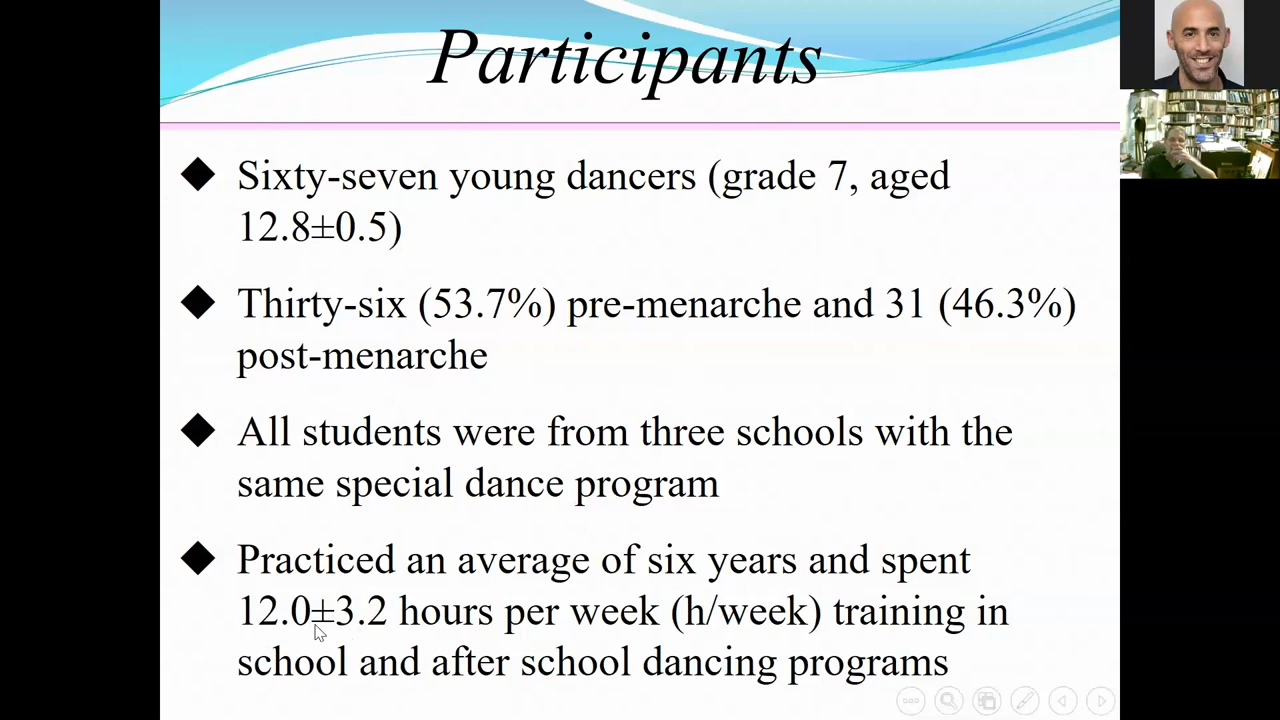 Participants
Sixty-seven young dancers (grade 7, aged
12.8±0.5)
Thirty-six (53.7%) pre-menarche and 31 (46.3%)
post-menarche
All students were from three schools with the
same special dance program
Practiced an average of six years and spent
12.0±3.2 hours per week (h/week) training in
school and after school dancing programs